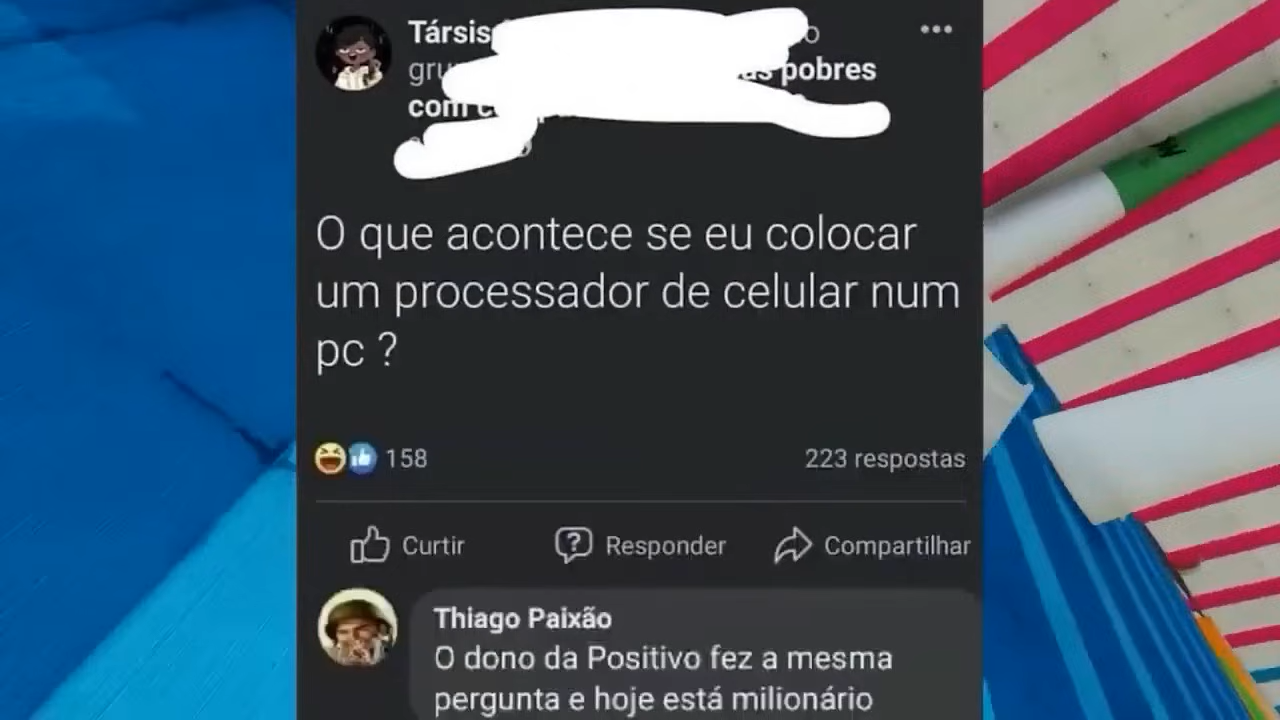 Társis
gru
pobres
com
O que acontece se eu colocar
um processador de celular num
pc ?
158
223 respostas
Curtir
Responder
Compartilhar
Thiago Paixão
O dono da Positivo fez a mesma
pergunta e hoje está milionário